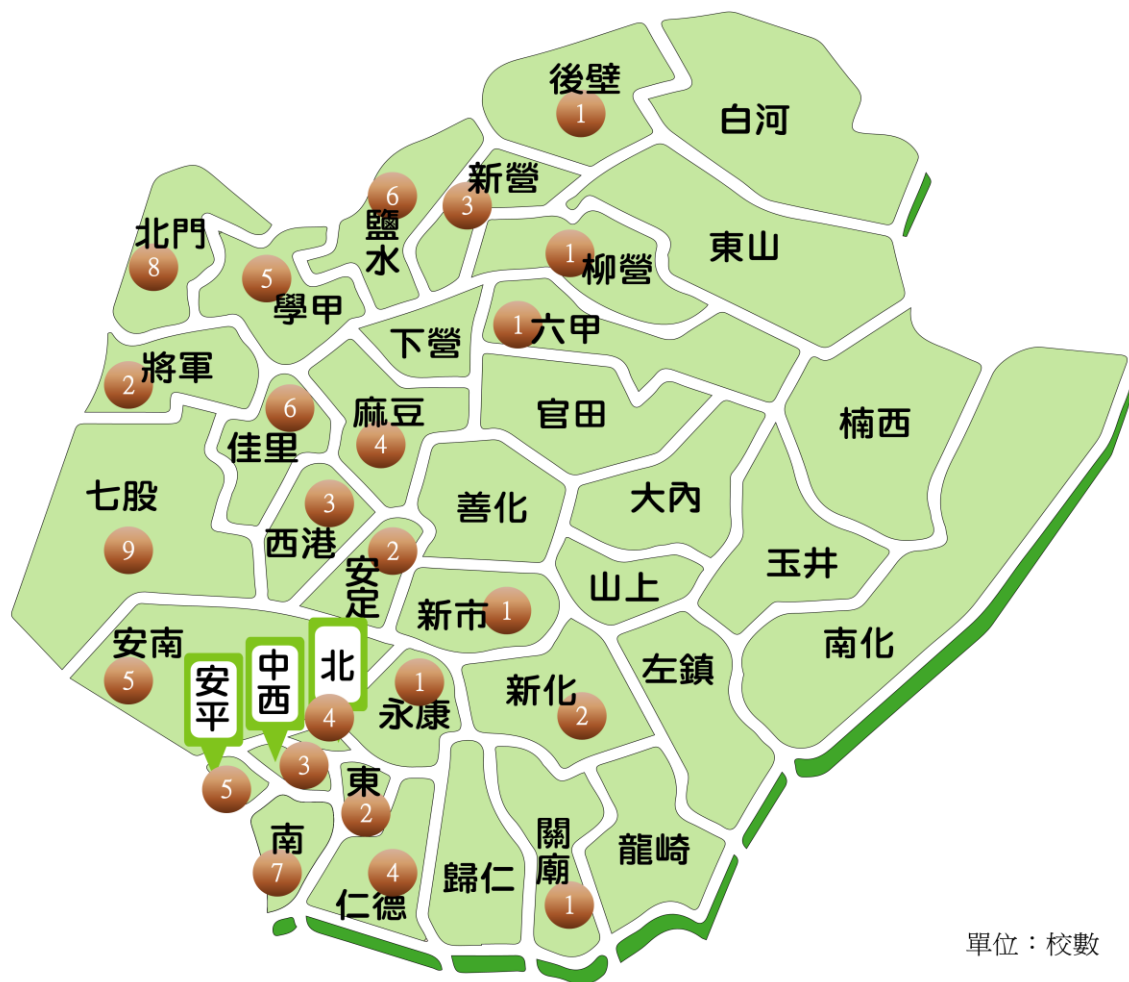 後壁
1
白河
新營
3
6
鹽水
北門
8
5
學甲
1
柳營
東山
下營
1
六甲
將軍
2
6
佳里
麻豆
4
官田
楠西
七股
9
3
西港
善化
大內
2
安定
新市
1
山上
玉井
安南
5
安平
5
中西
3
北
4
1
永康
新化
2
左鎮
南化
東
2
南
7
4
仁德
歸仁
關廟
1
龍崎
單位：校數